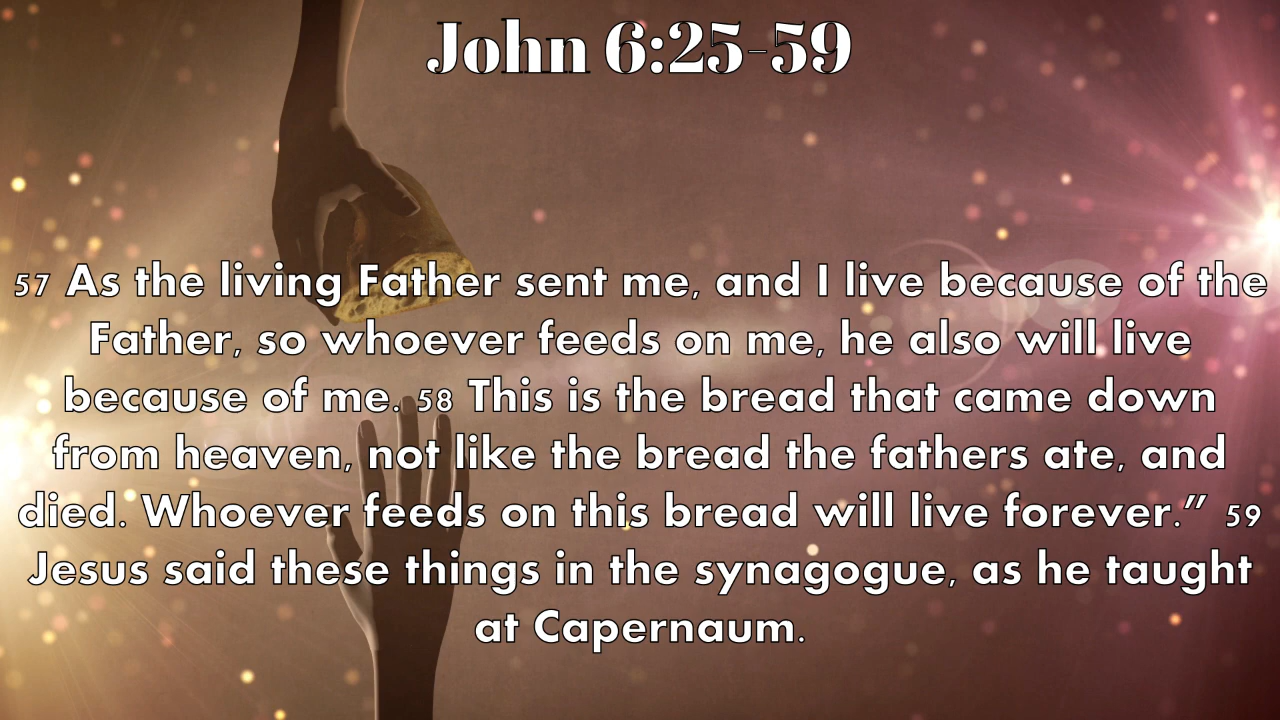 John 6:25-59
57 As the living Father sent me, and I live because of the
Father, so whoever feeds on me, he also will live
because of me. 58 This is the bread that came down
from heaven, not like the bread the fathers ate, and
died. Whoever feeds on this bread will live forever.” 59
Jesus said these things in the synagogue, as he taught
at Capernaum.